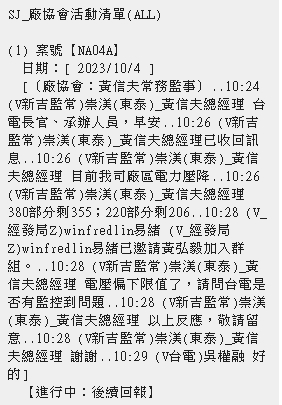 SJ_廠協會活動清單(ALL)
(1) 案號【NA04A】
日期：[ 2023/10/4 ]
[〔廠協會：黃信夫常務監事〕..10:24
(V新吉監常)崇渼(東泰)_黃信夫總經理 台
電長官、承辦人員，早安..10:26 (V新吉
監常)崇渼(東泰)_黃信夫總經理已收回訊
息..10:26 (V新吉監常)崇渼(東泰)_黃信
夫總經理 目前我司廠區電力壓降..10:26
(V新吉監常)崇渼(東泰)_黃信夫總經理
380部分剩355；220部分剩206..10:28 (V_
經發局Z)winfredlin易緒 (V_經發局
Z)winfredlin易緒已邀請黃弘毅加入群
組。..10:28 (V新吉監常)崇渼(東泰)_黃
信夫總經理 電壓偏下限值了，請問台電是
否有監控到問題..10:28 (V新吉監常)崇渼
(東泰)_黃信夫總經理 以上反應，敬請留
意..10:28 (V新吉監常)崇渼(東泰)_黃信
夫總經理 謝謝..10:29 (V台電)吳權融 好
的]
【進行中：後續回報】